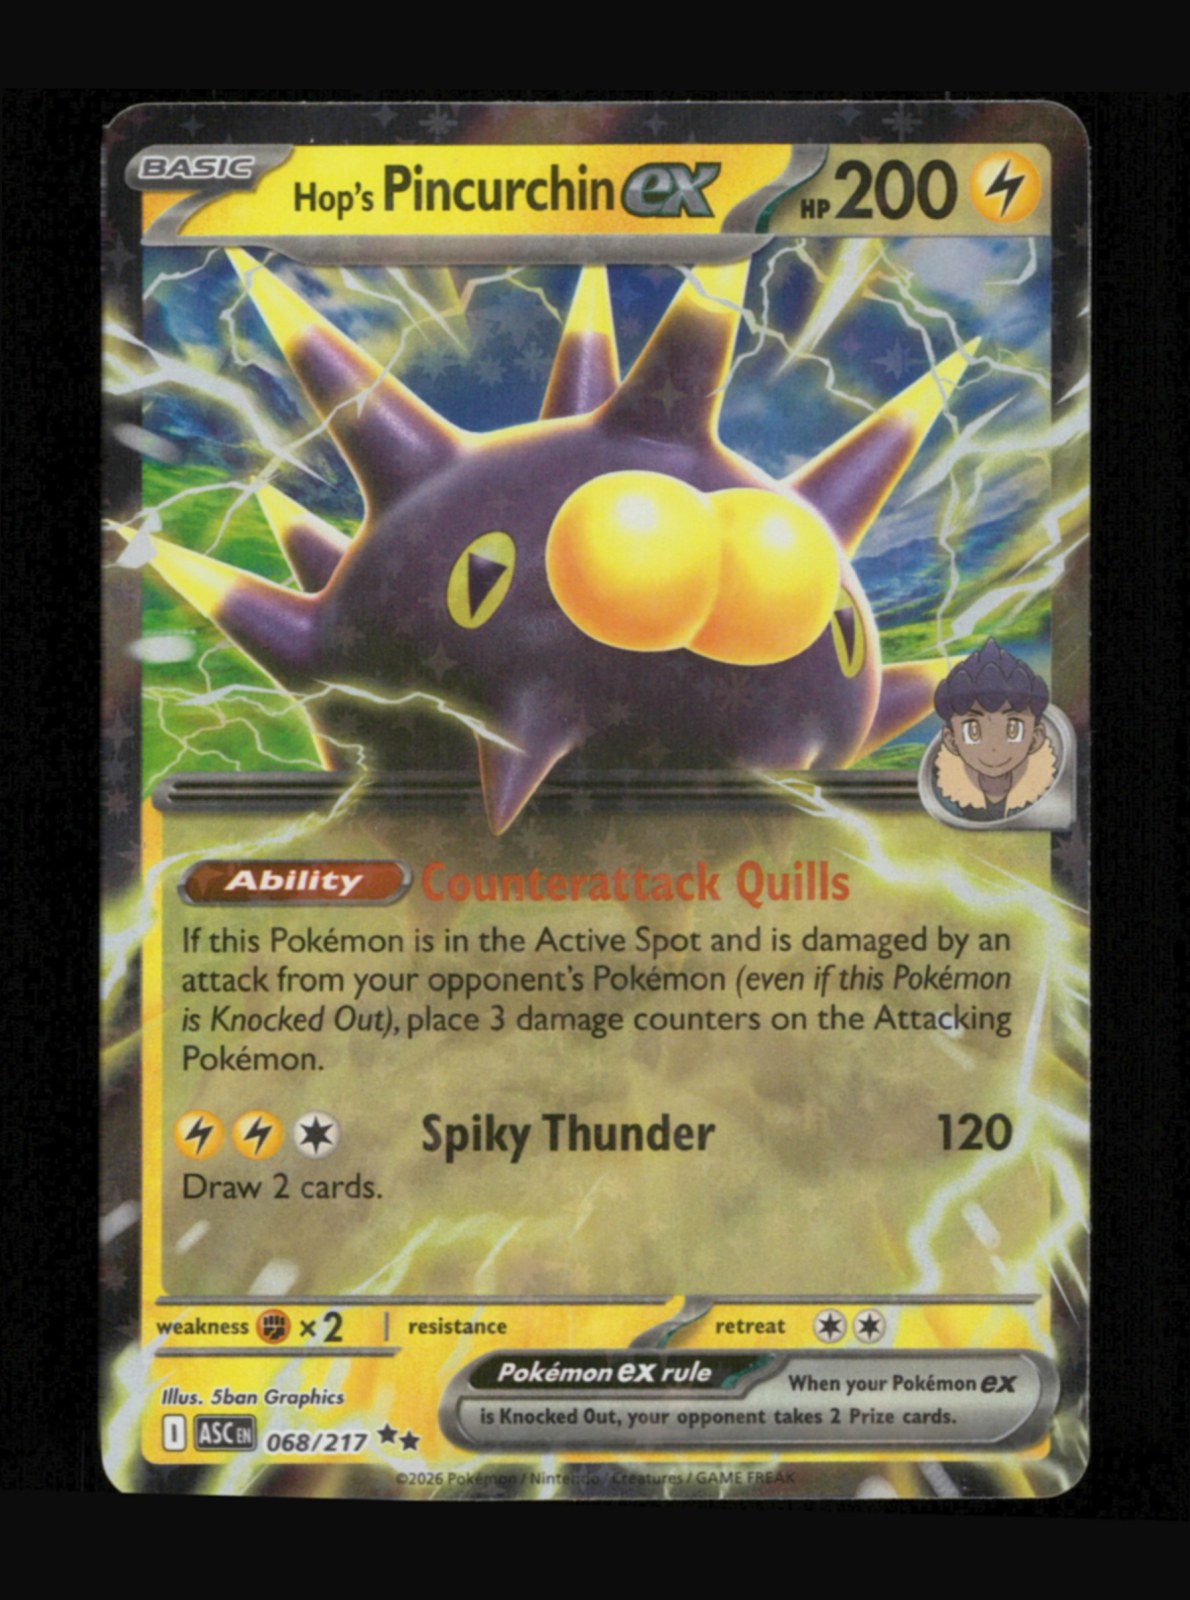 BASIC
Hop's Pincurchin ex HP 200
Ability Counterattack Quills
If this Pokémon is in the Active Spot and is damaged by an
attack from your opponent's Pokémon (even if this Pokémon
is Knocked Out), place 3 damage counters on the Attacking
Pokémon.
Spiky Thunder 120
Draw 2 cards.
weakness ×2 resistance retreat
Pokémon ex rule When your Pokémon ex
is Knocked Out, your opponent takes 2 Prize cards.
Illus. 5ban Graphics
I ASC EN 068/217 ★★
©2026 Pokémon / Nintendo / Creatures / GAME FREAK